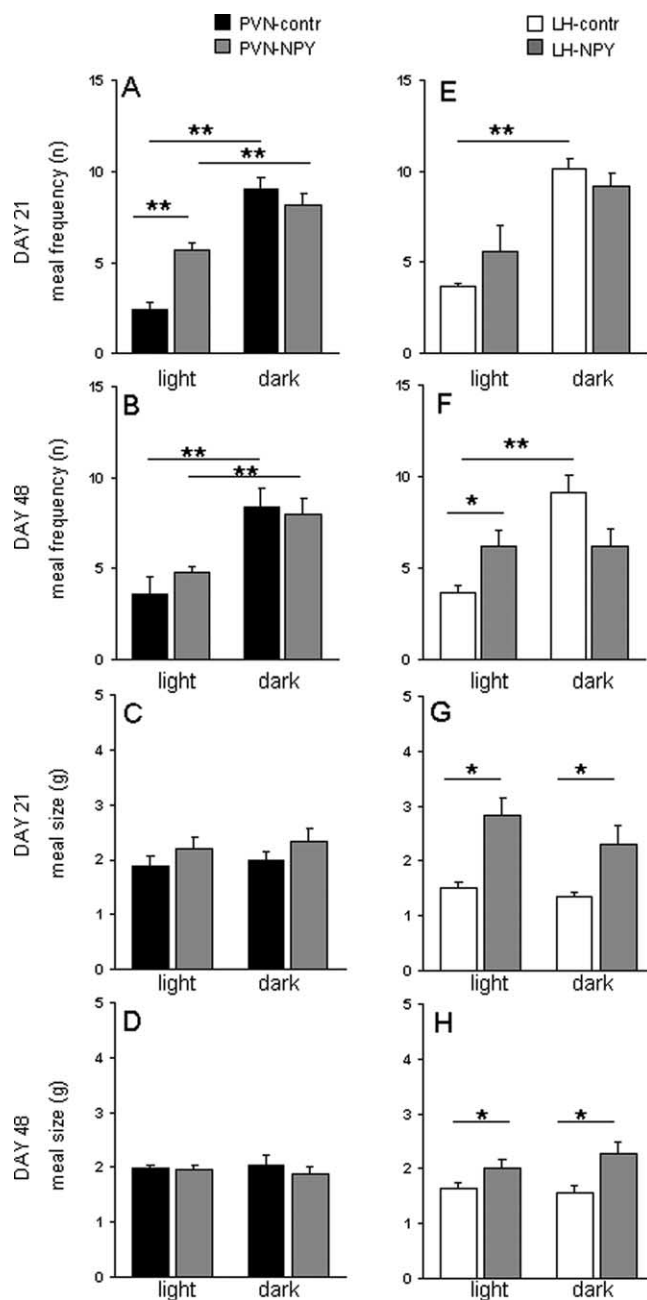 PVN-contr
PVN-NPY
LH-contr
LH-NPY
DAY 21
meal frequency (n)
A
15
10
5
0
**
**
**
light
dark
E
15
10
5
0
**
light
dark
DAY 48
meal frequency (n)
B
15
10
5
0
**
**
light
dark
F
15
10
5
0
**
*
light
dark
DAY 21
meal size (g)
C
5
4
3
2
1
0
light
dark
G
5
4
3
2
1
0
*
*
light
dark
DAY 48
meal size (g)
D
5
4
3
2
1
0
light
dark
H
5
4
3
2
1
0
*
*
light
dark